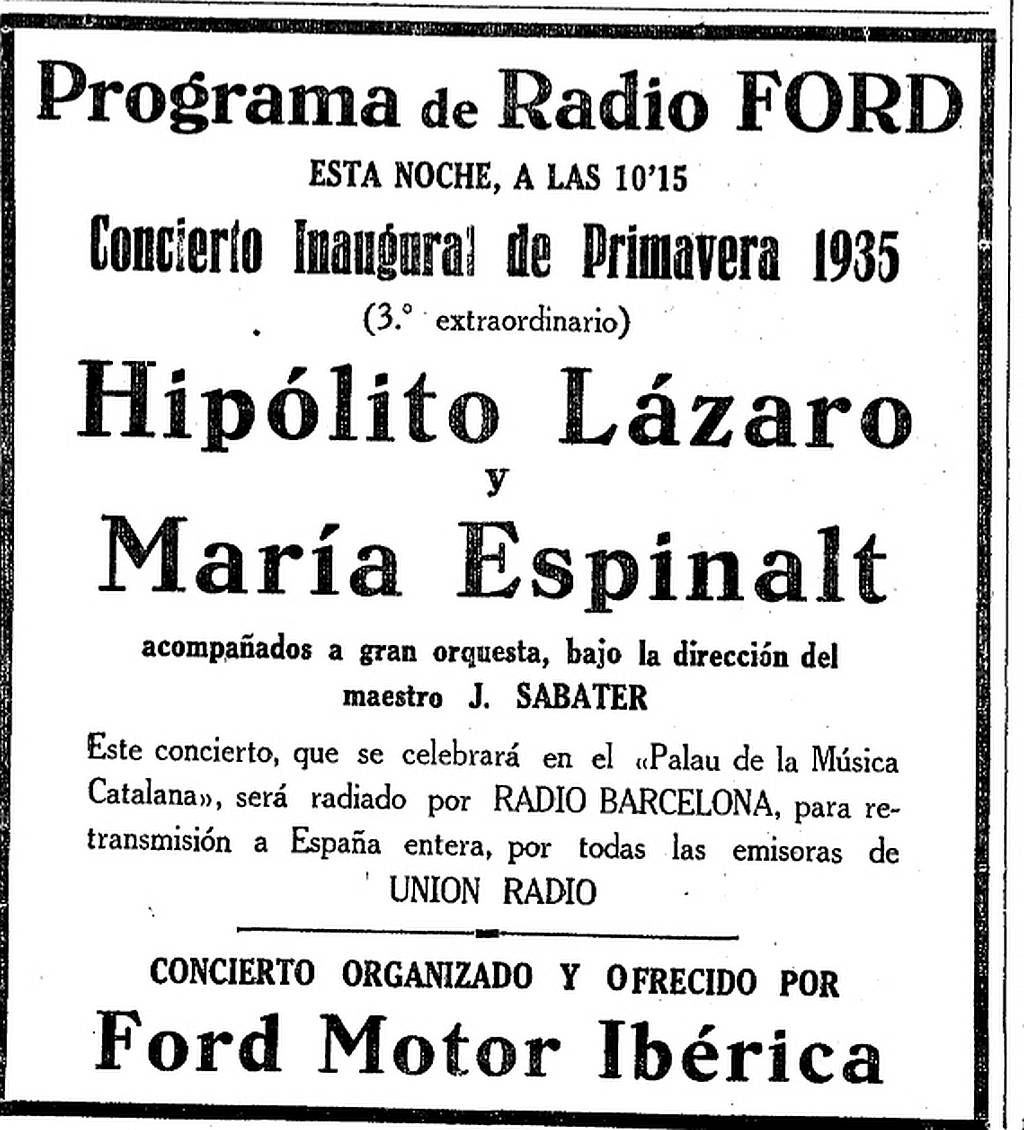 Programa de Radio FORD
ESTA NOCHE, A LAS 10'15
Concierto Inaugural de Primavera 1935
(3.º extraordinario)
Hipólito Lázaro
y
María Espinalt
acompañados a gran orquesta, bajo la dirección del
maestro J. SABATER
Este concierto, que se celebrará en el «Palau de la Música
Catalana», será radiado por RADIO BARCELONA, para re-
transmisión a España entera, por todas las emisoras de
UNION RADIO
CONCIERTO ORGANIZADO Y OFRECIDO POR
Ford Motor Ibérica